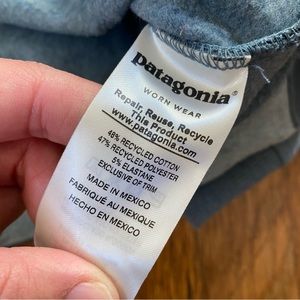 patagonia®
WORN WEAR
Repair, Reuse, Recycle
This Product
www.patagonia.com
48% RECYCLED COTTON
47% RECYCLED POLYESTER
5% ELASTANE
EXCLUSIVE OF TRIM
MADE IN MEXICO
FABRIQUÉ AU MEXIQUE
HECHO EN MEXICO